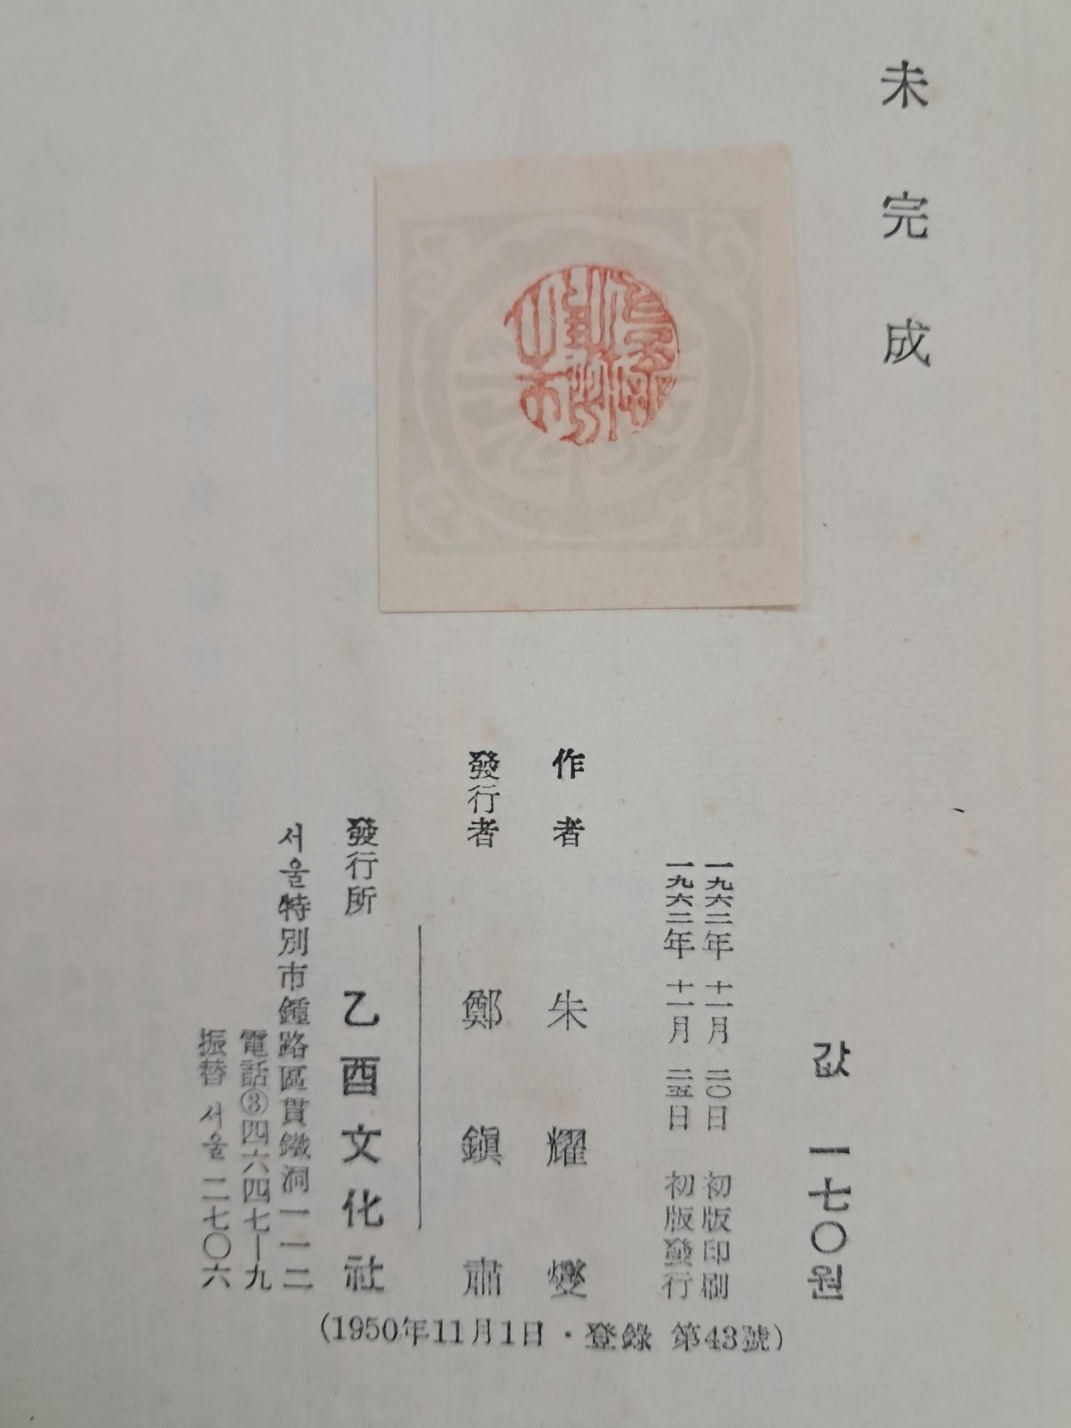 未完成
값 一七〇원
一九六二年 十一月 二〇日 初版印刷
一九六二年 十一月 二五日 初版發行
作者 朱耀燮
發行者 鄭鎭肅
發行所 乙酉文化社
서울特別市鍾路區貫鐵洞一一二
電話③四六四七―九
振替 서울 二七〇六
(1950年11月1日·登錄 第43號)